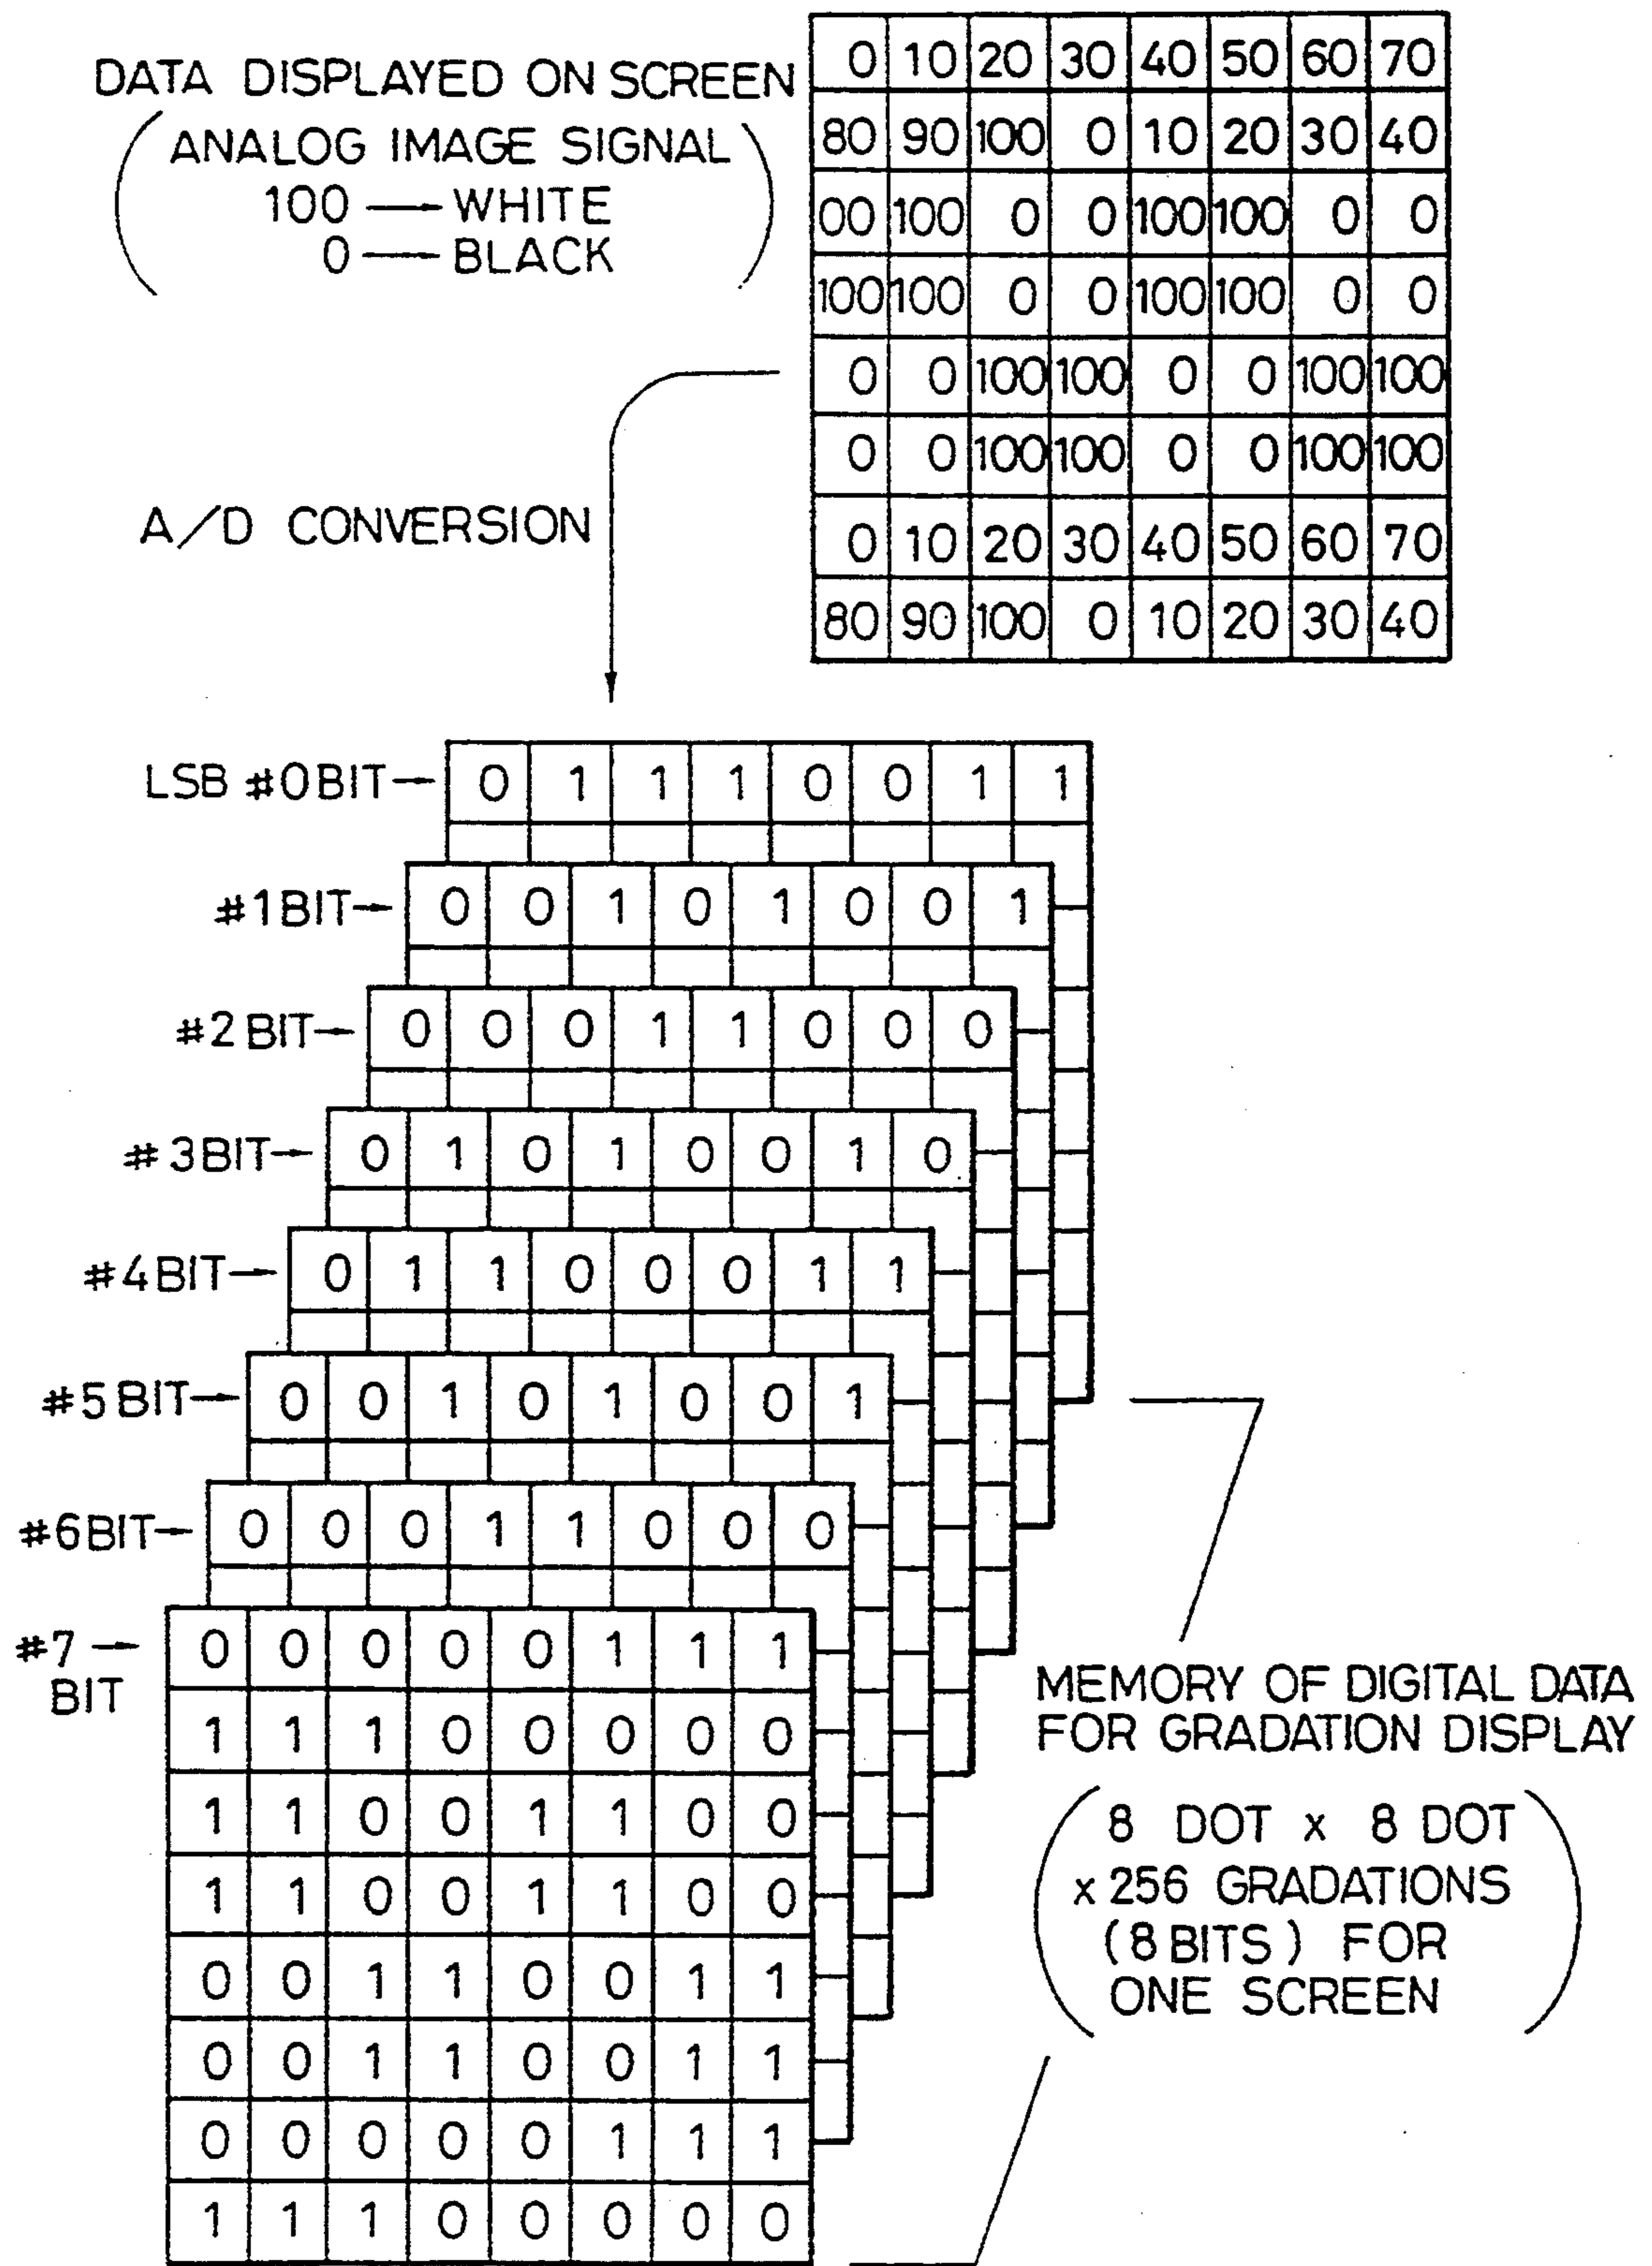 DATA DISPLAYED ON SCREEN
ANALOG IMAGE SIGNAL
100 → WHITE
0 → BLACK
0 10 20 30 40 50 60 70
80 90 100 0 10 20 30 40
00 100 0 0 100 100 0 0
100 100 0 0 100 100 0 0
0 0 100 100 0 0 100 100
0 0 100 100 0 0 100 100
0 10 20 30 40 50 60 70
80 90 100 0 10 20 30 40
A/D CONVERSION
LSB #0 BIT→ 0 1 1 1 0 0 1 1
#1 BIT→ 0 0 1 0 1 0 0 1
#2 BIT→ 0 0 0 1 1 0 0 0
#3 BIT→ 0 1 0 1 0 0 1 0
#4 BIT→ 0 1 1 0 0 0 1 1
#5 BIT→ 0 0 1 0 1 0 0 1
#6 BIT→ 0 0 0 1 1 0 0 0
#7 → 0 0 0 0 0 1 1 1
BIT
1 1 1 0 0 0 0 0
1 1 0 0 1 1 0 0
1 1 0 0 1 1 0 0
0 0 1 1 0 0 1 1
0 0 1 1 0 0 1 1
0 0 0 0 0 1 1 1
1 1 1 0 0 0 0 0
MEMORY OF DIGITAL DATA
FOR GRADATION DISPLAY
(8 DOT x 8 DOT
x 256 GRADATIONS
(8 BITS) FOR
ONE SCREEN)